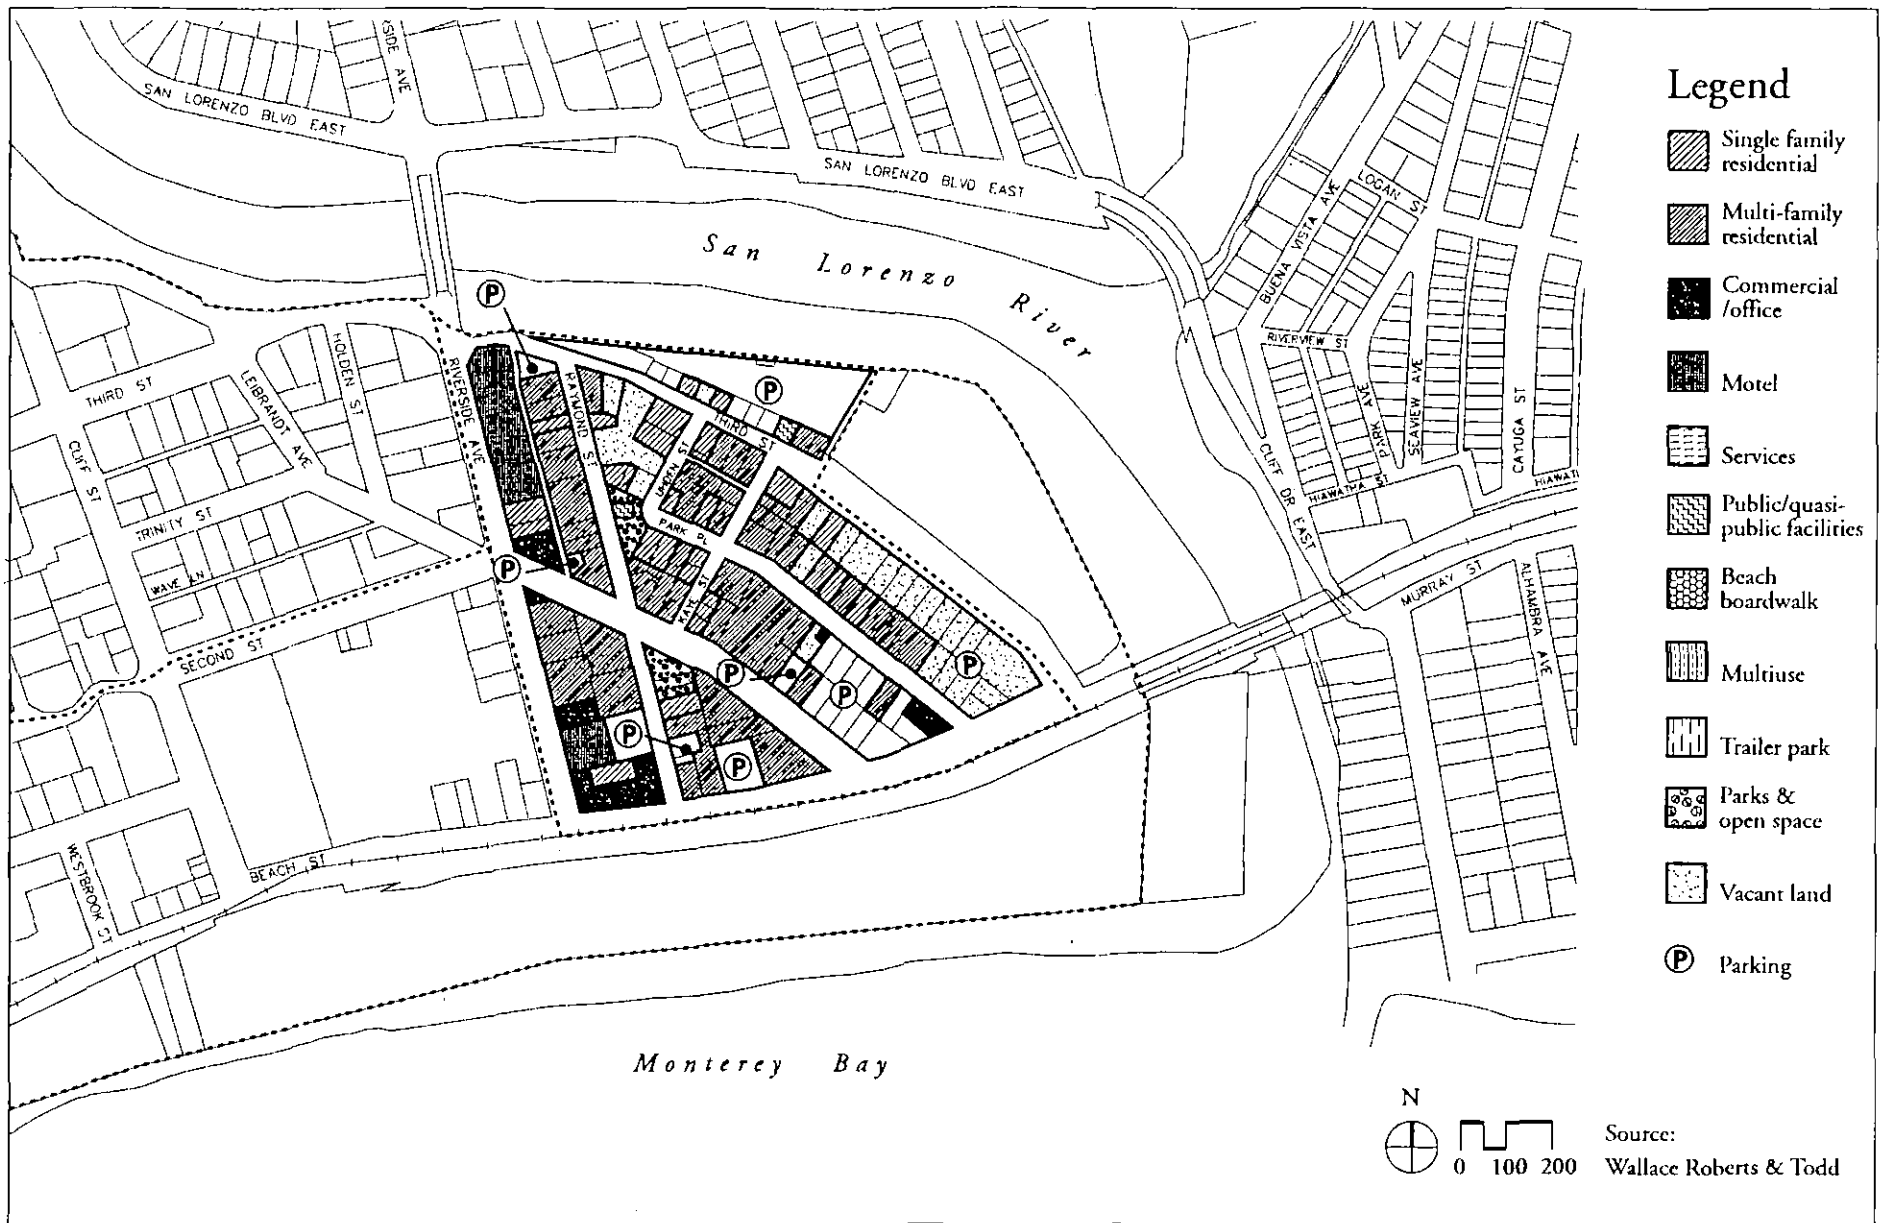 SIDE AVE
SAN LORENZO BLVD EAST
SAN LORENZO BLVD EAST
San Lorenzo River
LOGAN ST
BUENA VISTA AVE
RIVERVIEW ST
PARK AVE
SEAVIEW AVE
CAYUGA ST
HIAWATHA ST
HIAWAT
CLIFF DR EAST
MURRAY ST
ALHAMBRA AVE
P
P
THIRD ST
LEIBRANDT AVE
HOLDEN ST
RIVERSIDE AVE
RAYMOND ST
THIRD ST
CLIFF ST
TRINITY ST
WAVE LN
SECOND ST
PARK PL
KAYE ST
P
P
P
P
P
P
WESTBROOK ST
BEACH ST
Monterey Bay
Legend
Single family
residential
Multi-family
residential
Commercial
/office
Motel
Services
Public/quasi-
public facilities
Beach
boardwalk
Multiuse
Trailer park
Parks &
open space
Vacant land
P Parking
N
0 100 200
Source:
Wallace Roberts & Todd